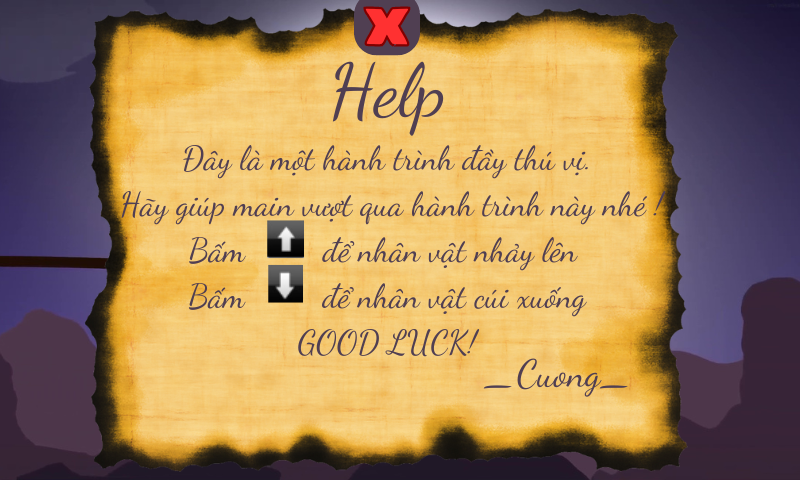 Help
Đây là một hành trình đầy thú vị.
Hãy giúp main vượt qua hành trình này nhé !
Bấm để nhân vật nhảy lên
Bấm để nhân vật cúi xuống
GOOD LUCK!
_Cuong_